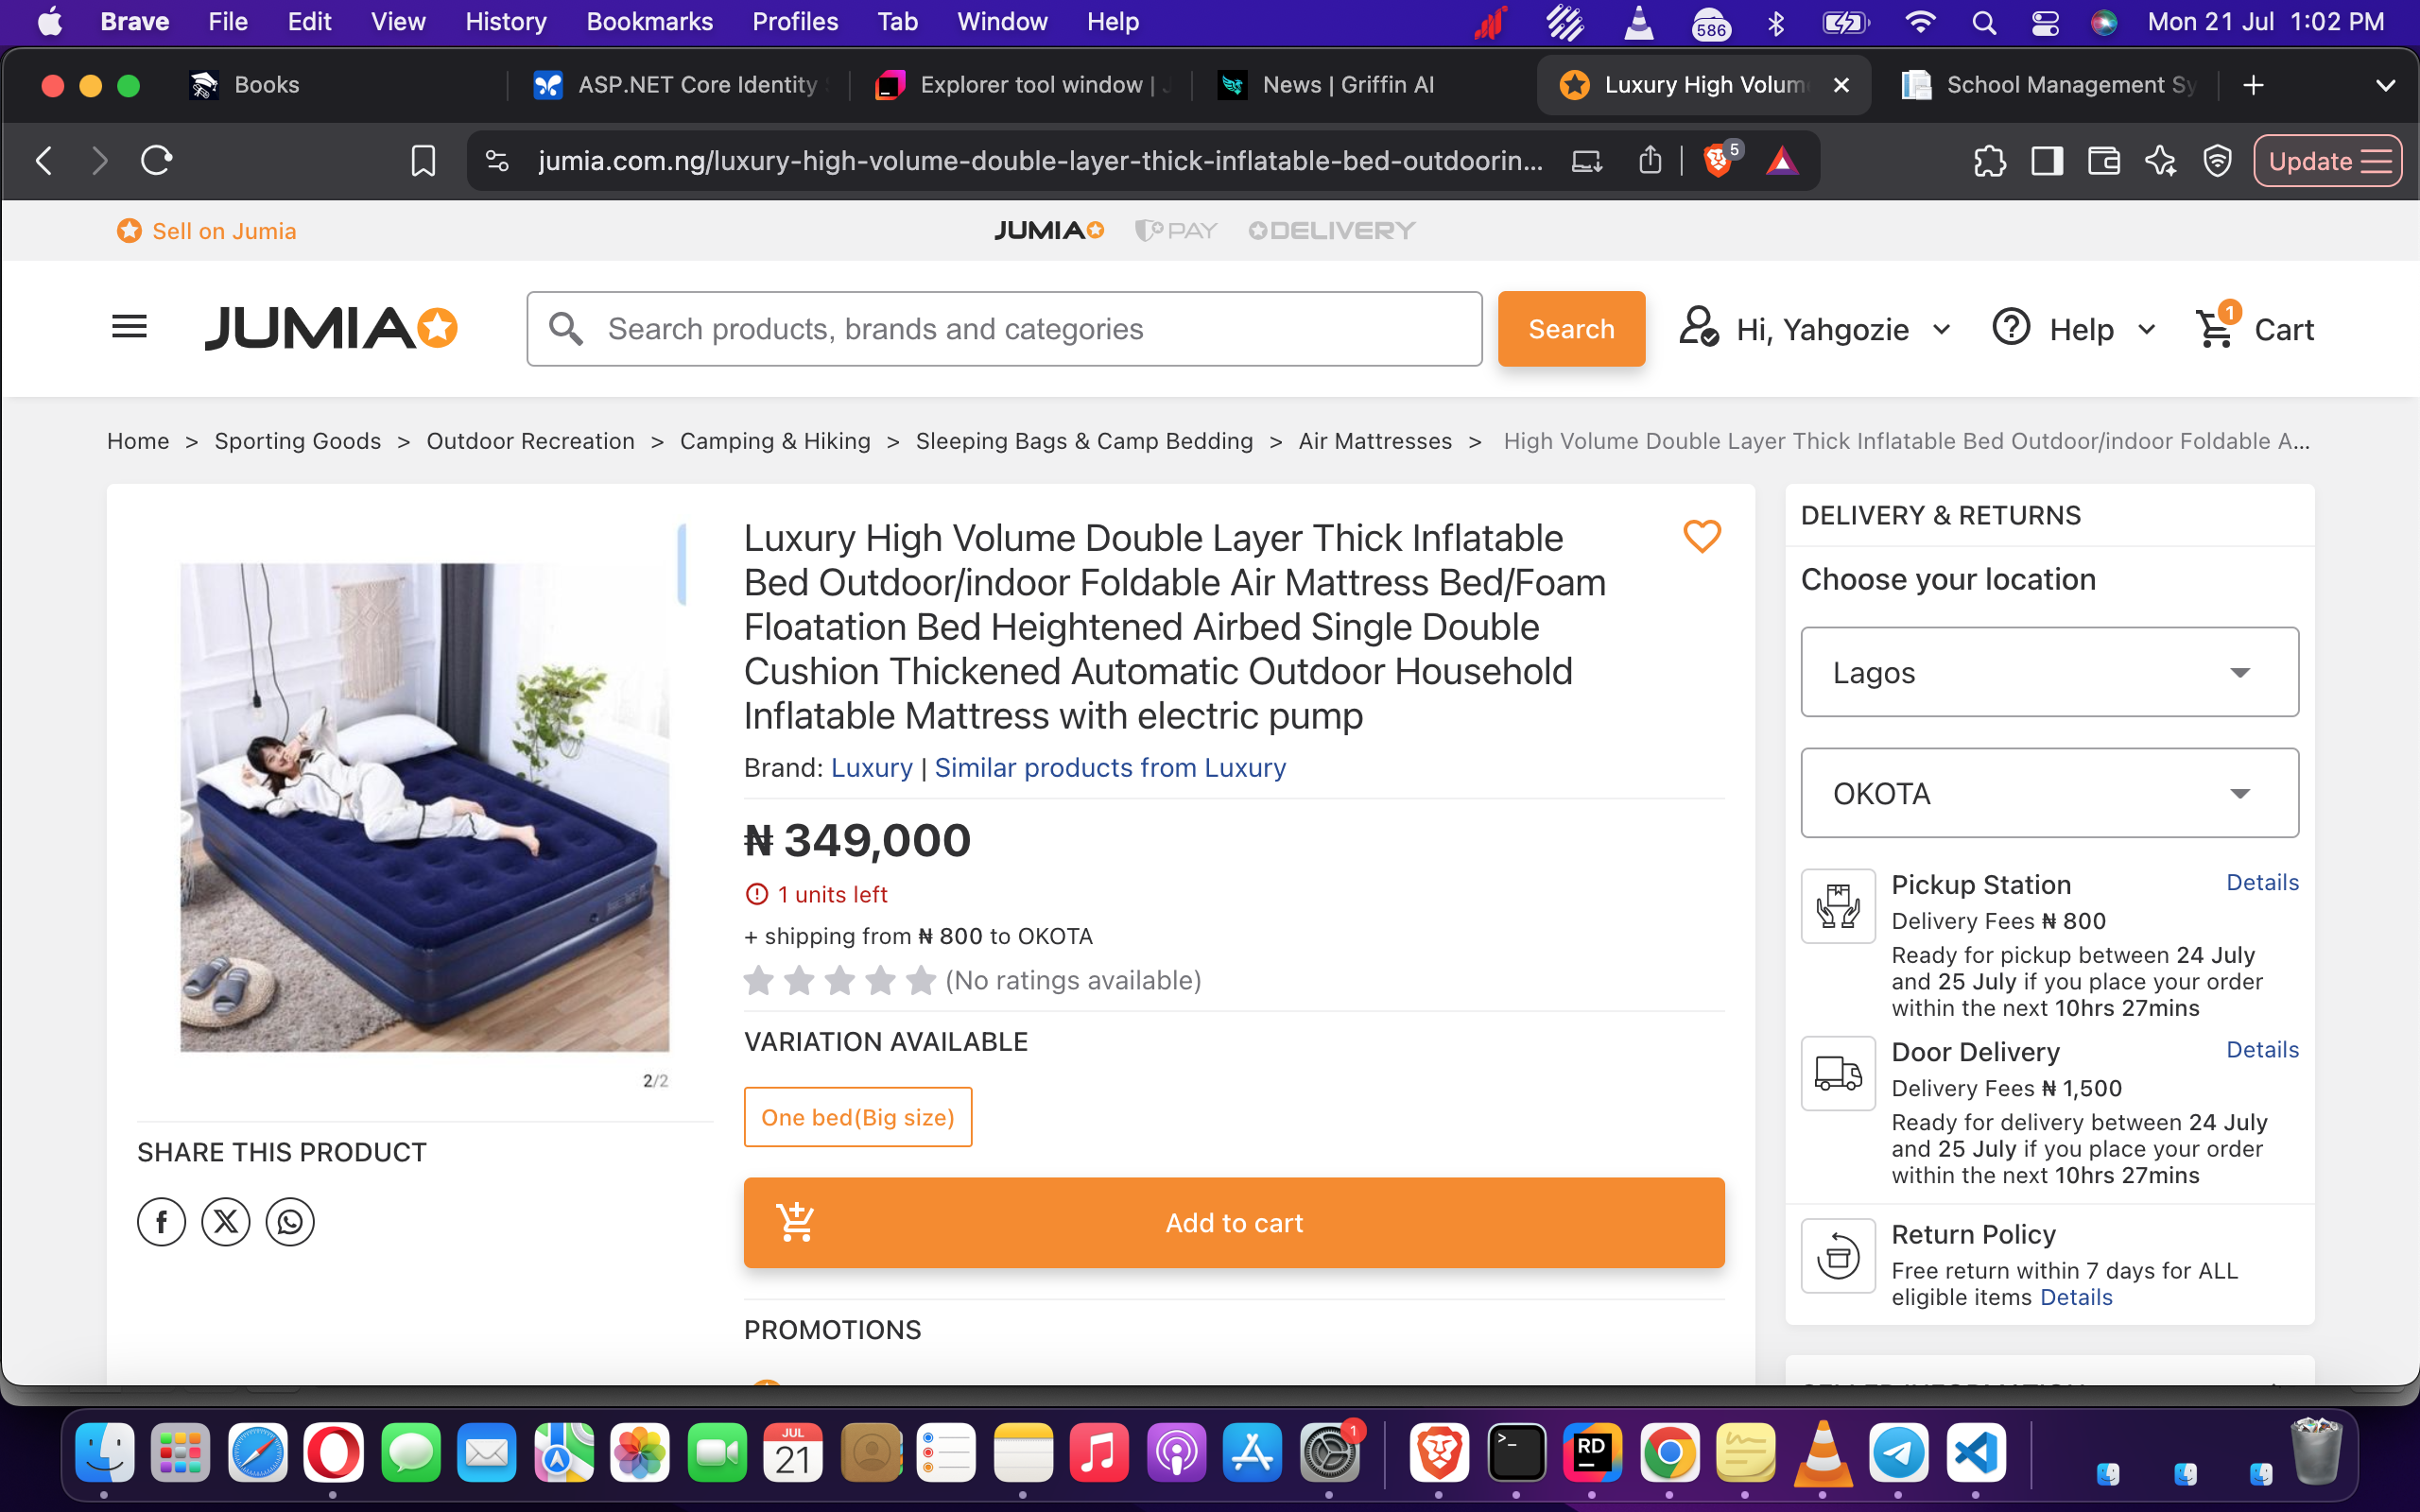 Brave File Edit View History Bookmarks Profiles Tab Window Help 586 Mon 21 Jul 1:02 PM
Books ASP.NET Core Identity Explorer tool window | News | Griffin AI Luxury High Volum School Management Sy
jumia.com.ng/luxury-high-volume-double-layer-thick-inflatable-bed-outdoorin... 5 Update
Sell on Jumia JUMIA PAY DELIVERY
JUMIA Search products, brands and categories Search Hi, Yahgozie Help 1 Cart
Home > Sporting Goods > Outdoor Recreation > Camping & Hiking > Sleeping Bags & Camp Bedding > Air Mattresses > High Volume Double Layer Thick Inflatable Bed Outdoor/indoor Foldable A...
Luxury High Volume Double Layer Thick Inflatable
Bed Outdoor/indoor Foldable Air Mattress Bed/Foam
Floatation Bed Heightened Airbed Single Double
Cushion Thickened Automatic Outdoor Household
Inflatable Mattress with electric pump
Brand: Luxury | Similar products from Luxury
₦ 349,000
1 units left
+ shipping from ₦ 800 to OKOTA
(No ratings available)
VARIATION AVAILABLE
One bed(Big size)
Add to cart
PROMOTIONS
2/2
SHARE THIS PRODUCT
DELIVERY & RETURNS
Choose your location
Lagos
OKOTA
Pickup Station Details
Delivery Fees ₦ 800
Ready for pickup between 24 July
and 25 July if you place your order
within the next 10hrs 27mins
Door Delivery Details
Delivery Fees ₦ 1,500
Ready for delivery between 24 July
and 25 July if you place your order
within the next 10hrs 27mins
Return Policy
Free return within 7 days for ALL
eligible items Details
JUL
21
1
RD